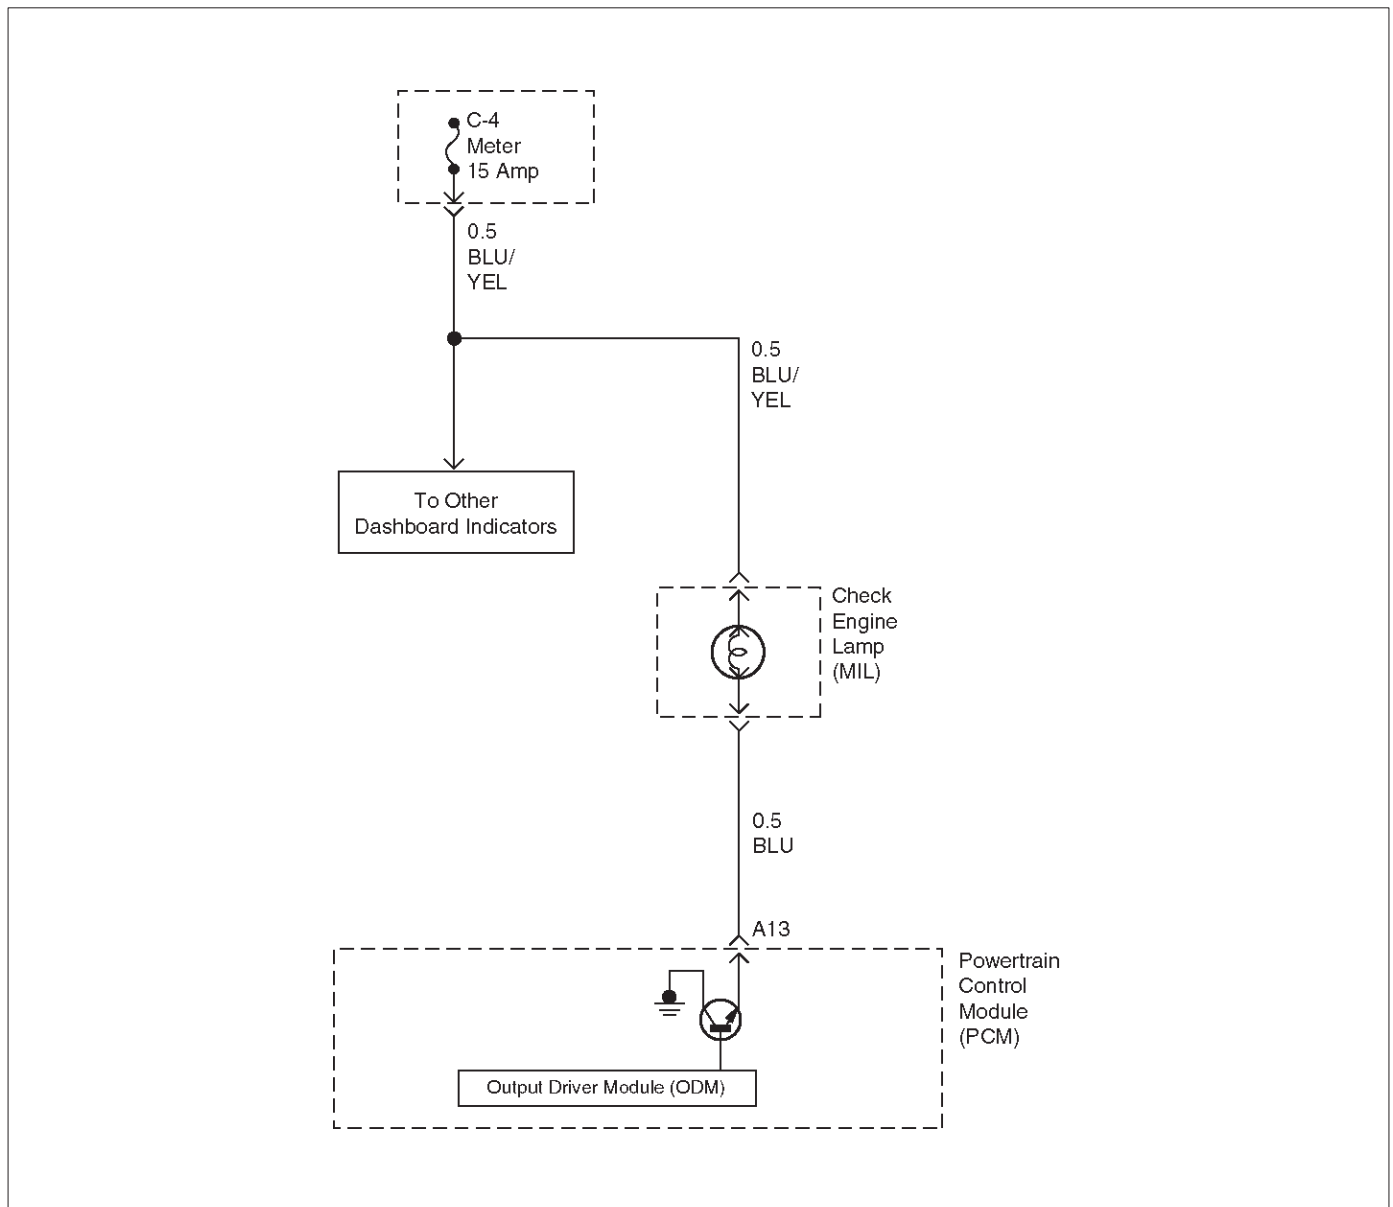 C-4
Meter
15 Amp
0.5
BLU/
YEL
0.5
BLU/
YEL
To Other
Dashboard Indicators
Check
Engine
Lamp
(MIL)
0.5
BLU
A13
Powertrain
Control
Module
(PCM)
Output Driver Module (ODM)